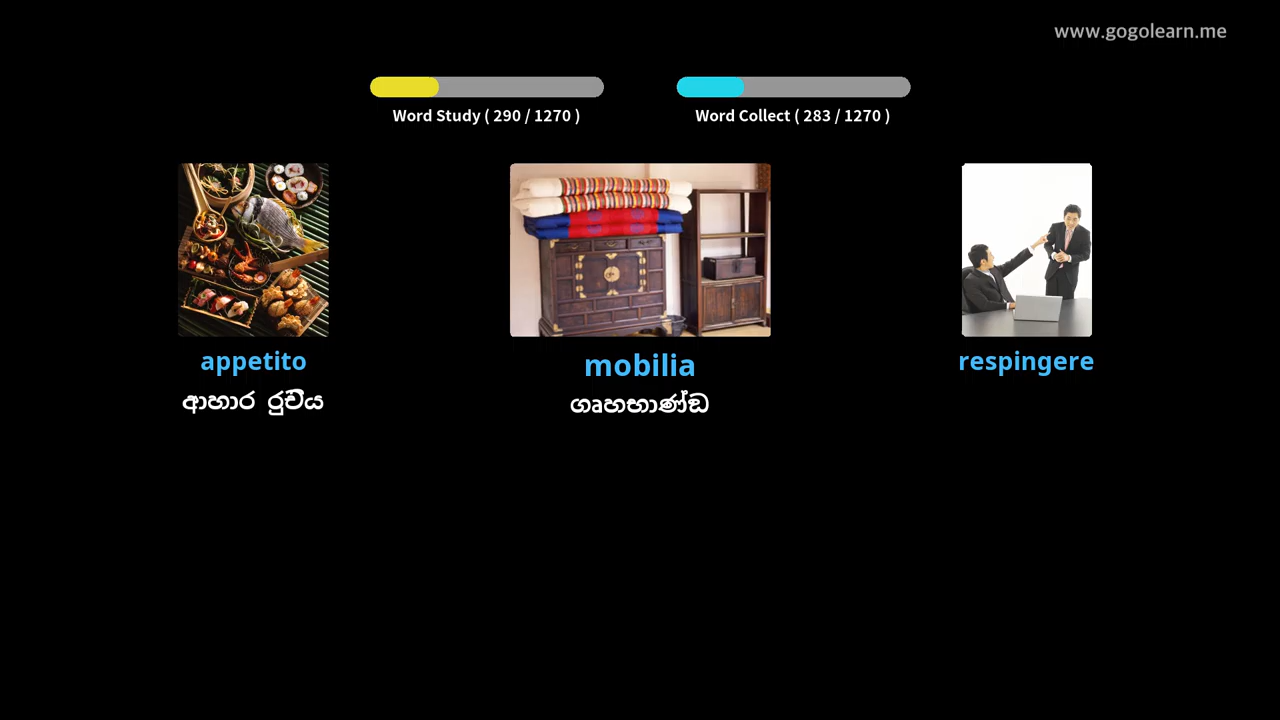 www.gogolearn.me
Word Study ( 290 / 1270 )
Word Collect ( 283 / 1270 )
appetito
ආහාර රුචිය
mobilia
ගෘහභාණ්ඩ
respingere